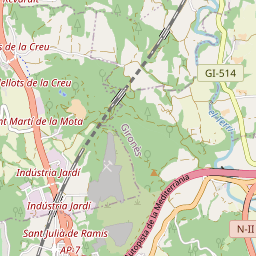 s de la Creu
GI-514
ellots de la Creu
nt Martí de la Mota
Gironès
Indústria Jardí
Indústria Jardí
Autopista de la Mediterrània
N-II
Sant Julià de Ramis
AP-7